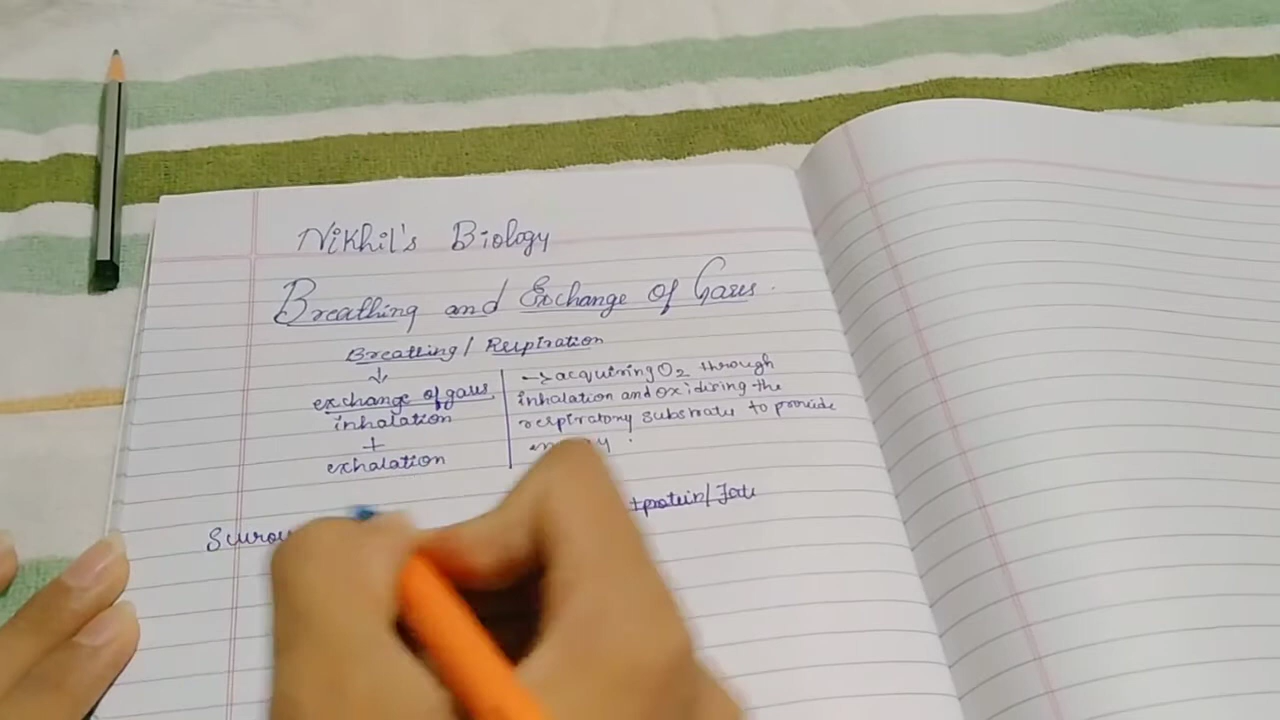 Nikhil's Biology
Breathing and Exchange of Gases.
Breathing / Respiration
↓
exchange of gases
inhalation
+
exhalation
→ acquiring O2 through
inhalation and oxidising the
respiratory substrate to provide
+protein/Fats